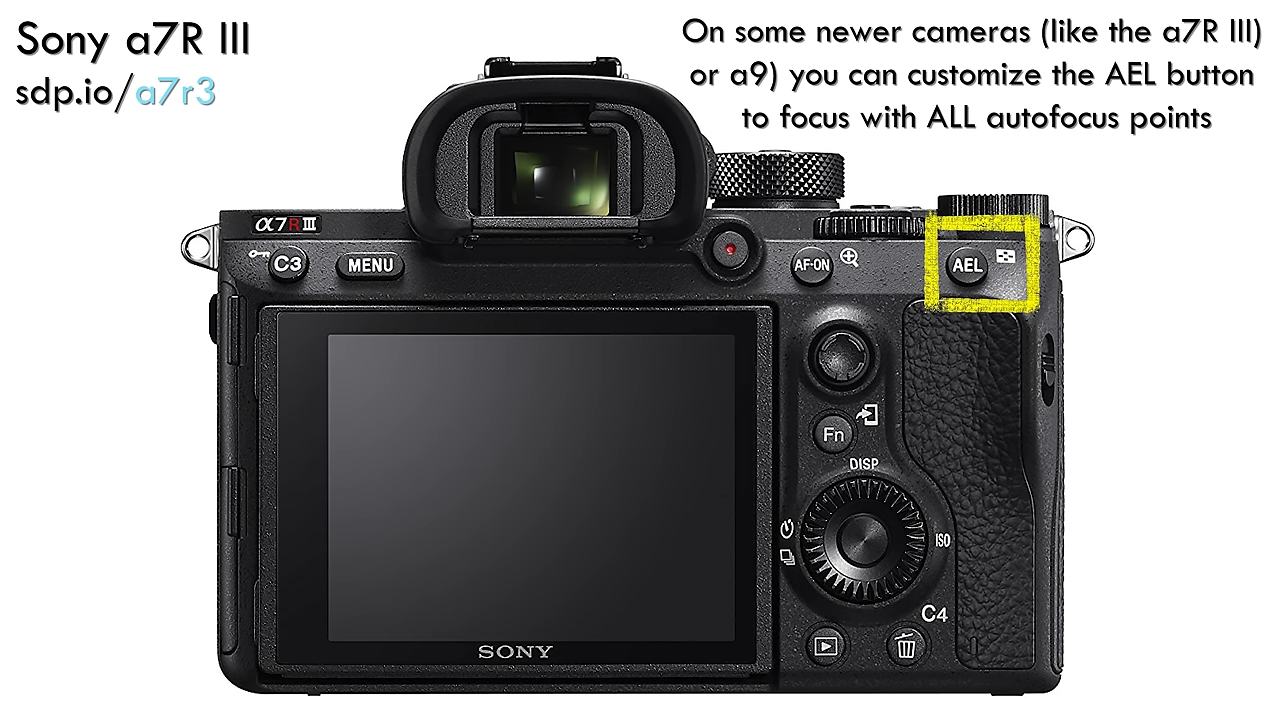 Sony a7R III
sdp.io/a7r3
On some newer cameras (like the a7R III)
or a9) you can customize the AEL button
to focus with ALL autofocus points
α7RIII
C3
MENU
AF-ON
AEL
Fn
DISP
ISO
C4
SONY